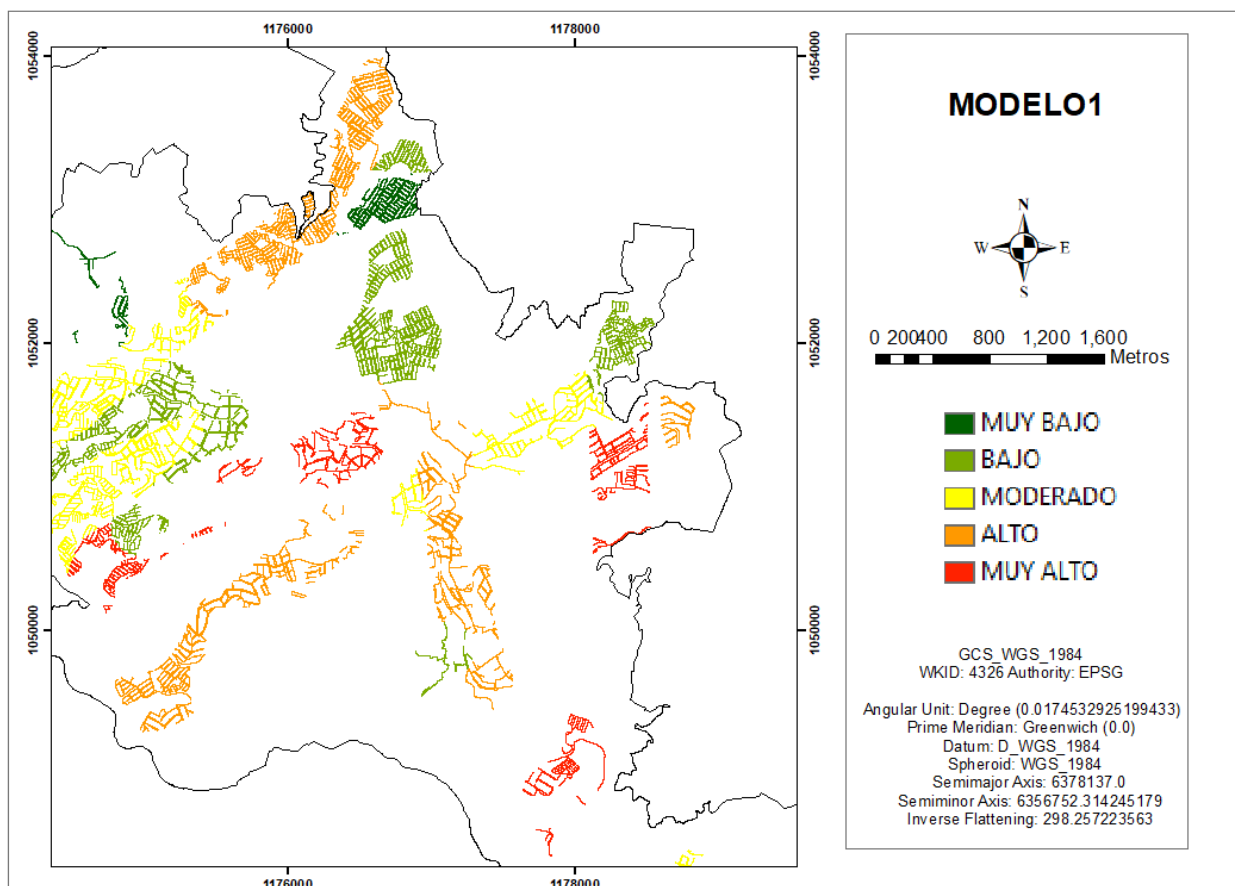 1176000
1178000
1054000
1054000
1052000
1052000
1050000
1050000
1176000
1178000
MODELO1
N
W
E
S
0 200400 800 1,200 1,600
Metros
MUY BAJO
BAJO
MODERADO
ALTO
MUY ALTO
GCS_WGS_1984
WKID: 4326 Authority: EPSG
Angular Unit: Degree (0.0174532925199433)
Prime Meridian: Greenwich (0.0)
Datum: D_WGS_1984
Spheroid: WGS_1984
Semimajor Axis: 6378137.0
Semiminor Axis: 6356752.314245179
Inverse Flattening: 298.257223563